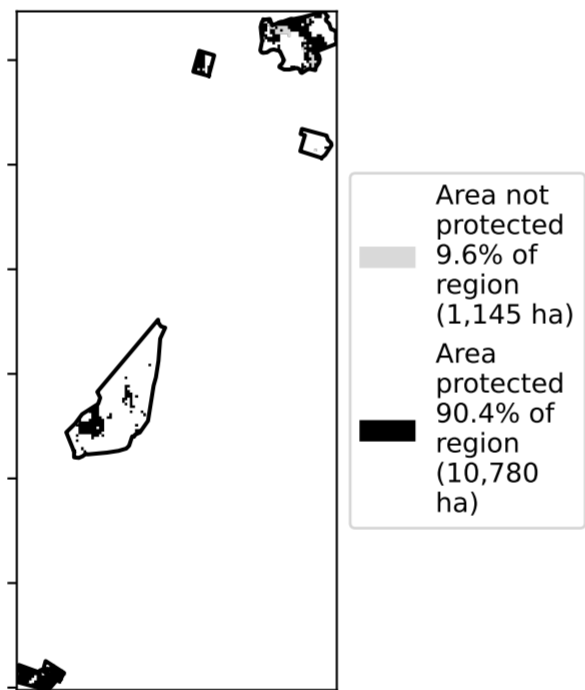 Area not
protected
9.6% of
region
(1,145 ha)
Area
protected
90.4% of
region
(10,780
ha)